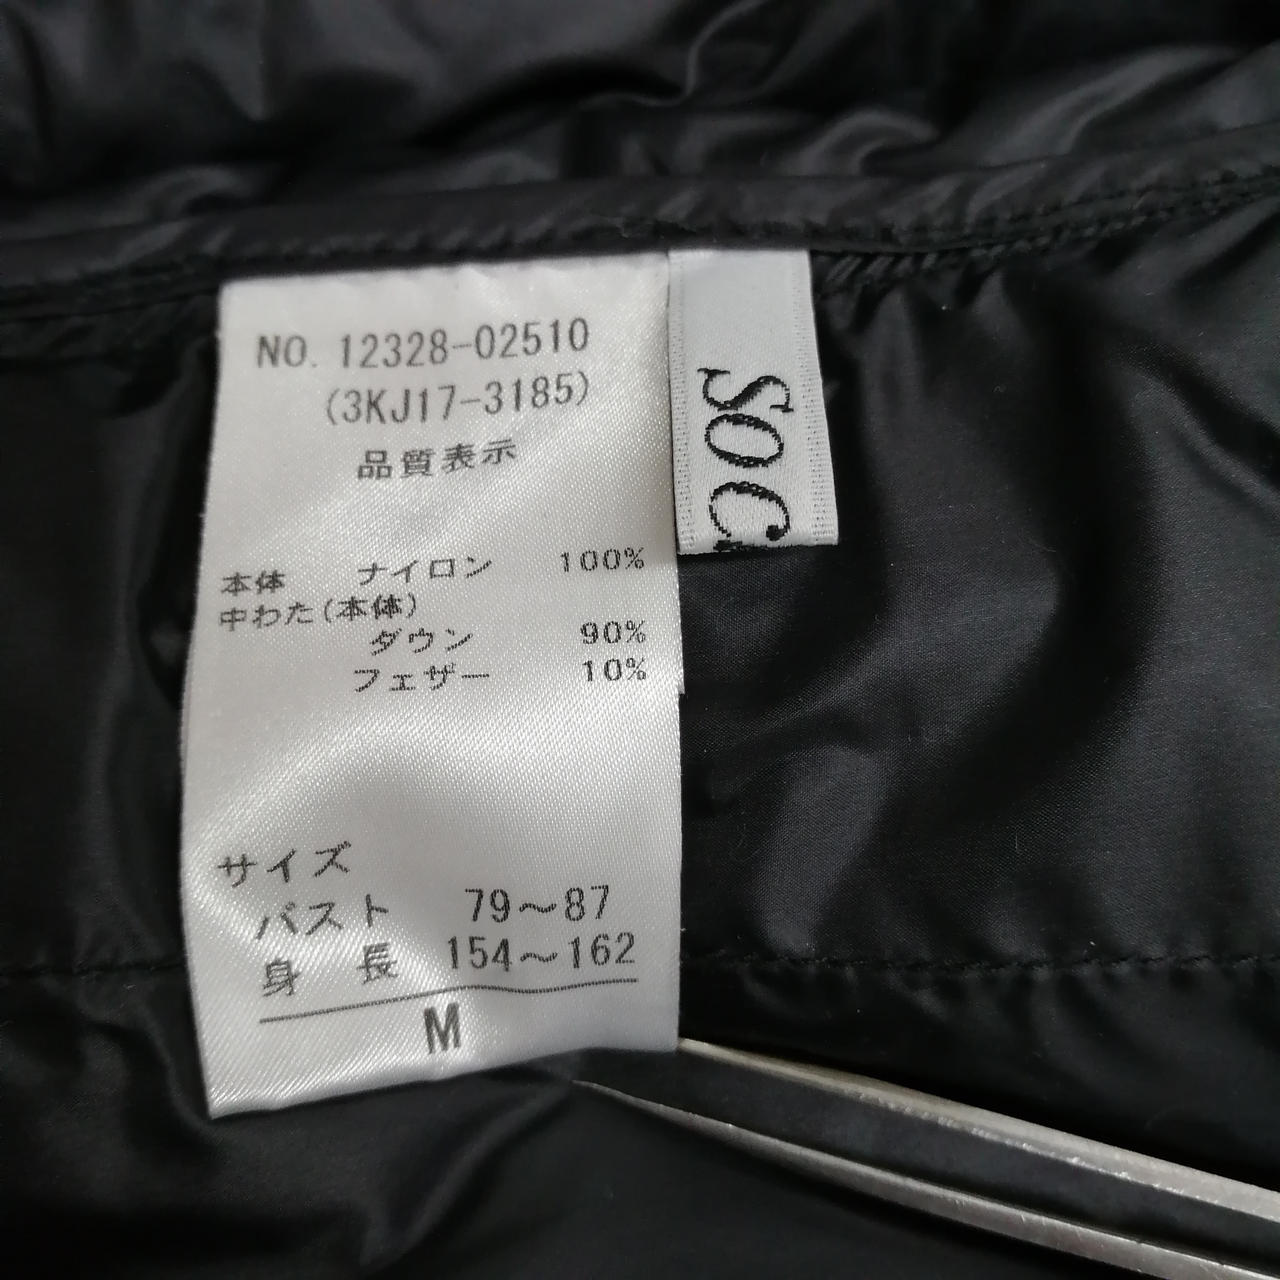 NO. 12328-02510
(3KJ17-3185)
品質表示
本体 ナイロン 100%
中わた(本体)
ダウン 90%
フェザー 10%
サイズ
バスト 79～87
身長 154～162
M
SOC